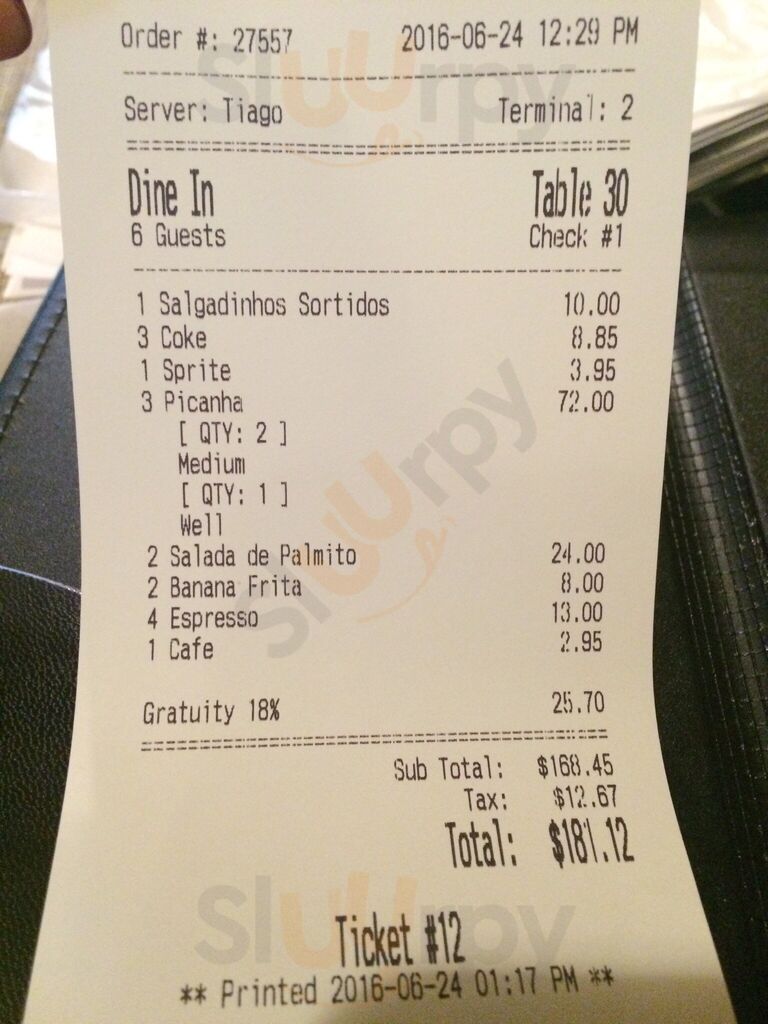 Order #: 27557 2016-06-24 12:29 PM
Server: Tiago Terminal: 2
Dine In Table 30
6 Guests Check #1
1 Salgadinhos Sortidos 10.00
3 Coke 8.85
1 Sprite 3.95
3 Picanha 72.00
[ QTY: 2 ]
Medium
[ QTY: 1 ]
Well
2 Salada de Palmito 24.00
2 Banana Frita 8.00
4 Espresso 13.00
1 Cafe 2.95
Gratuity 18% 25.70
Sub Total: $168.45
Tax: $12.67
Total: $181.12
Ticket #12
** Printed 2016-06-24 01:17 PM **
Sluurpy
Sluurpy
Sluurpy